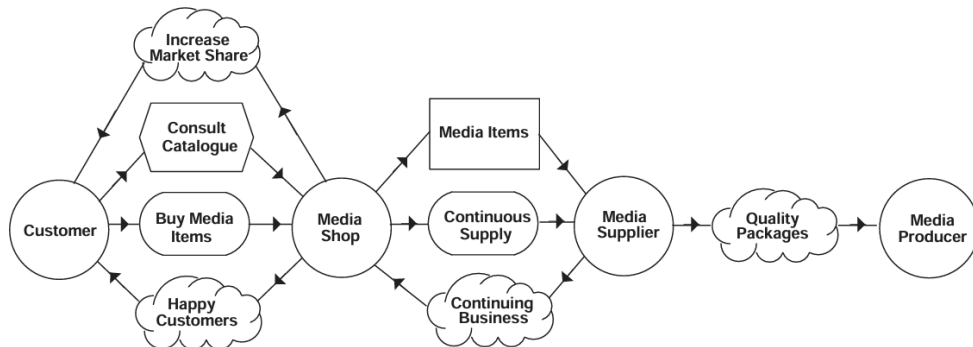 Increase
Market Share
Consult
Catalogue
Media Items
Customer
Buy Media
Items
Media
Shop
Continuous
Supply
Media
Supplier
Quality
Packages
Media
Producer
Happy
Customers
Continuing
Business